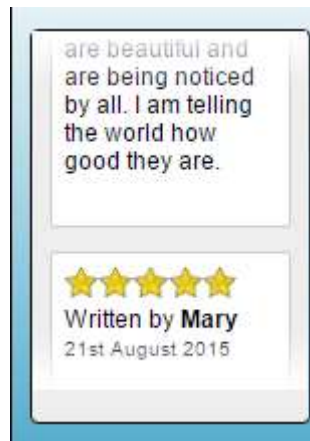 are beautiful and
are being noticed
by all. I am telling
the world how
good they are.
Written by Mary
21st August 2015